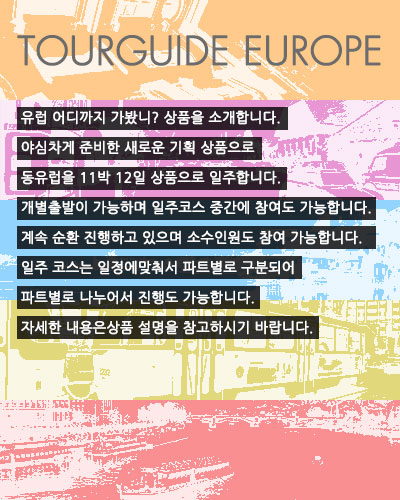 TOURGUIDE EUROPE
유럽 어디까지 가봤니? 상품을 소개합니다.
야심차게 준비한 새로운 기획 상품으로
동유럽을 11박 12일 상품으로 일주합니다.
개별출발이 가능하며 일주코스 중간에 참여도 가능합니다.
계속 순환 진행하고 있으며 소수인원도 참여 가능합니다.
일주 코스는 일정에맞춰서 파트별로 구분되어
파트별로 나누어서 진행도 가능합니다.
자세한 내용은상품 설명을 참고하시기 바랍니다.